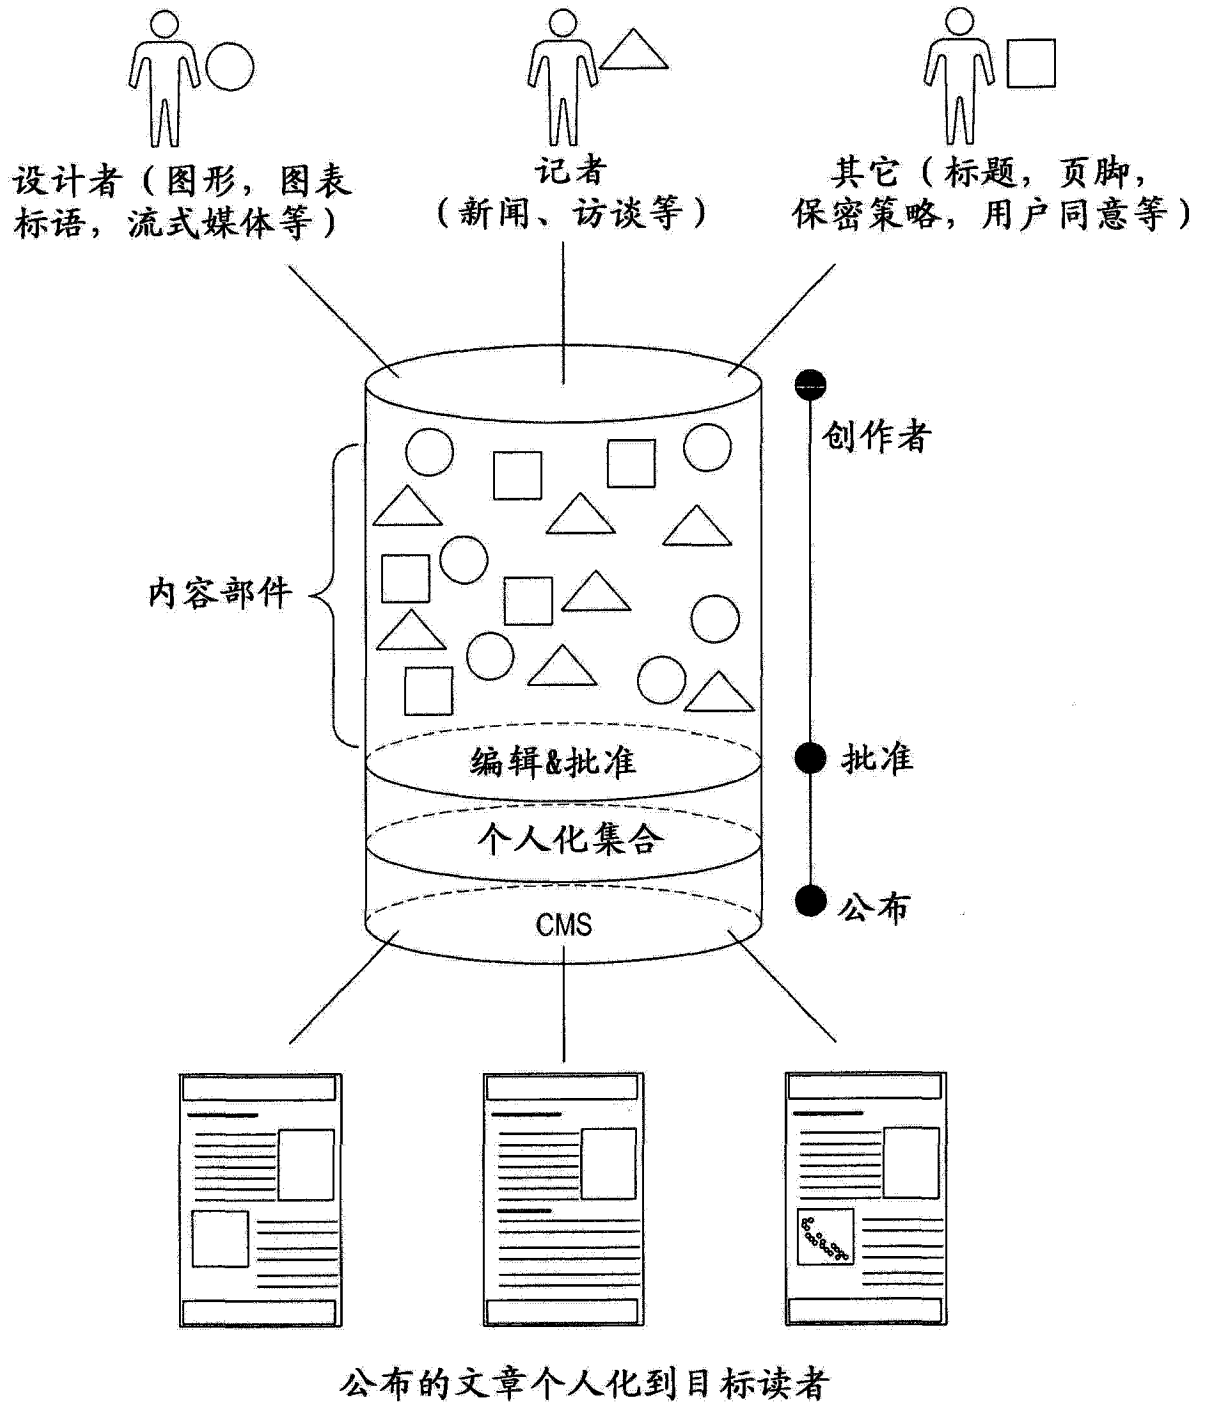 设计者（图形，图表
标语，流式媒体等）
记者
（新闻、访谈等）
其它（标题，页脚，
保密策略，用户同意等）
创作者
内容部件
编辑&批准
批准
个人化集合
公布
CMS
公布的文章个人化到目标读者